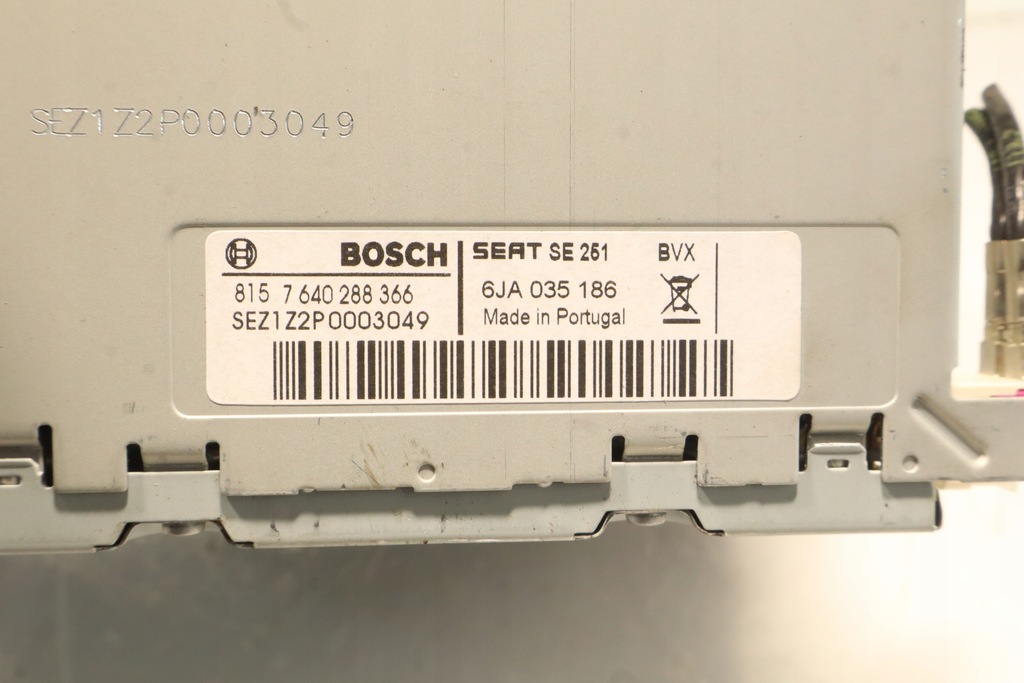 SEZ1Z2P0003049
BOSCH
815 7 640 288 366
SEZ1Z2P0003049
SEAT SE 251 BVX
6JA 035 186
Made in Portugal